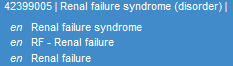 42399005 | Renal failure syndrome (disorder) |
en Renal failure syndrome
en RF - Renal failure
en Renal failure